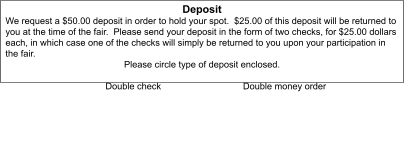 Deposit
We request a $50.00 deposit in order to hold your spot.  $25.00 of this deposit will be returned to
you at the time of the fair.  Please send your deposit in the form of two checks, for $25.00 dollars
each, in which case one of the checks will simply be returned to you upon your participation in
the fair.
Please circle type of deposit enclosed.
Double check Double money order